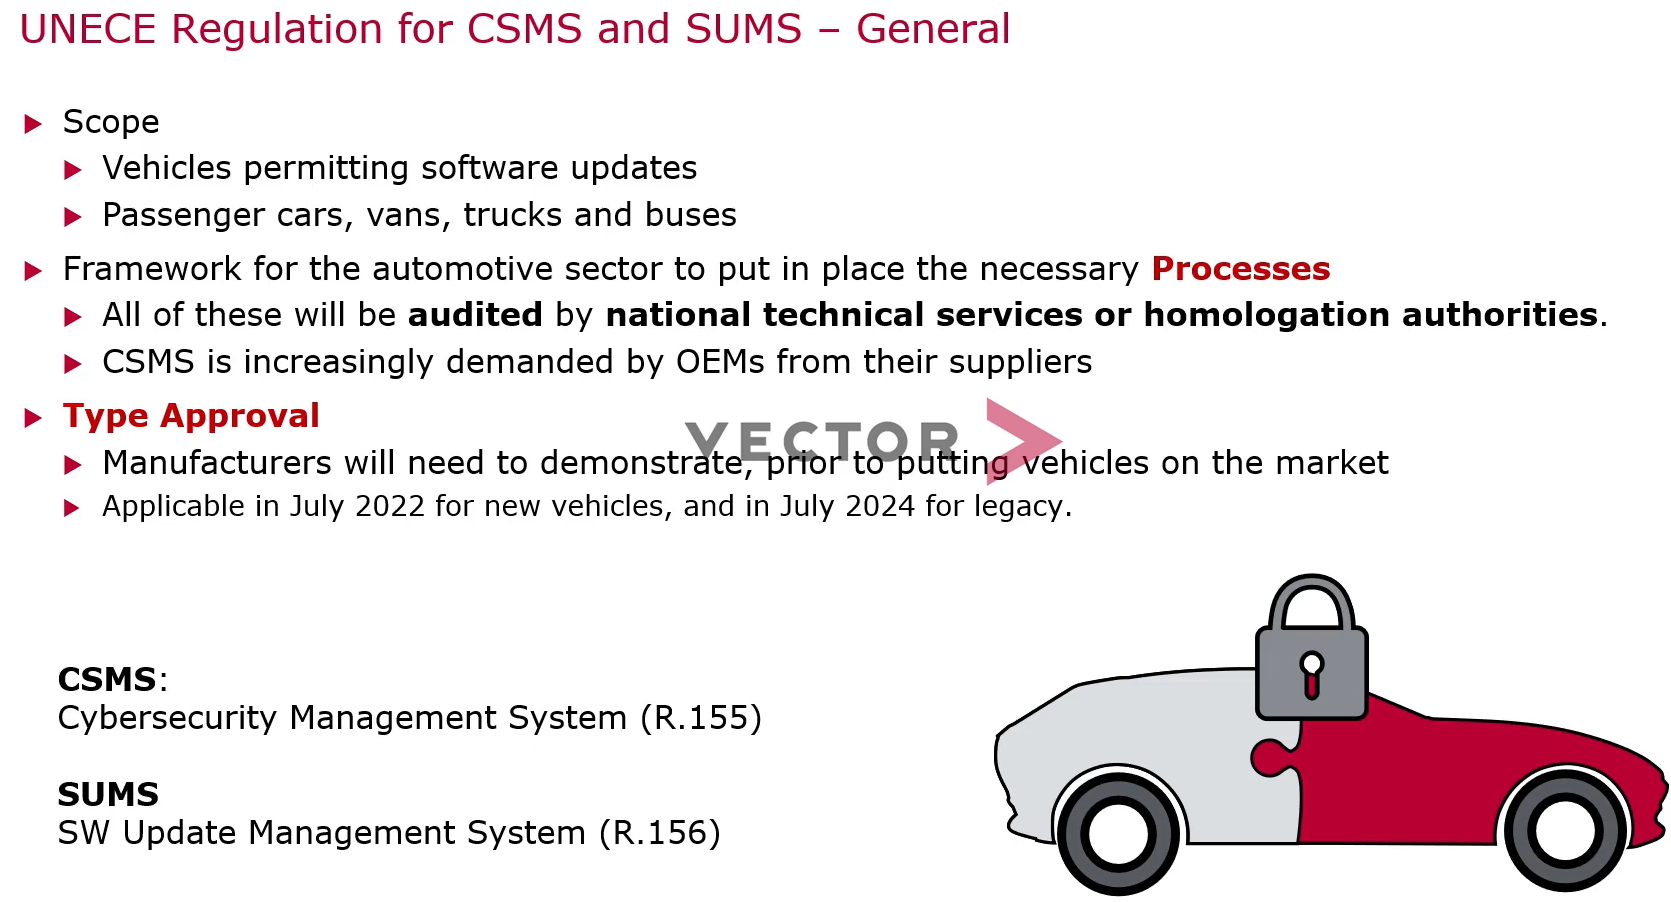 UNECE Regulation for CSMS and SUMS – General
Scope
Vehicles permitting software updates
Passenger cars, vans, trucks and buses
Framework for the automotive sector to put in place the necessary Processes
All of these will be audited by national technical services or homologation authorities.
CSMS is increasingly demanded by OEMs from their suppliers
Type Approval
VECTOR
Manufacturers will need to demonstrate, prior to putting vehicles on the market
Applicable in July 2022 for new vehicles, and in July 2024 for legacy.
CSMS:
Cybersecurity Management System (R.155)
SUMS
SW Update Management System (R.156)